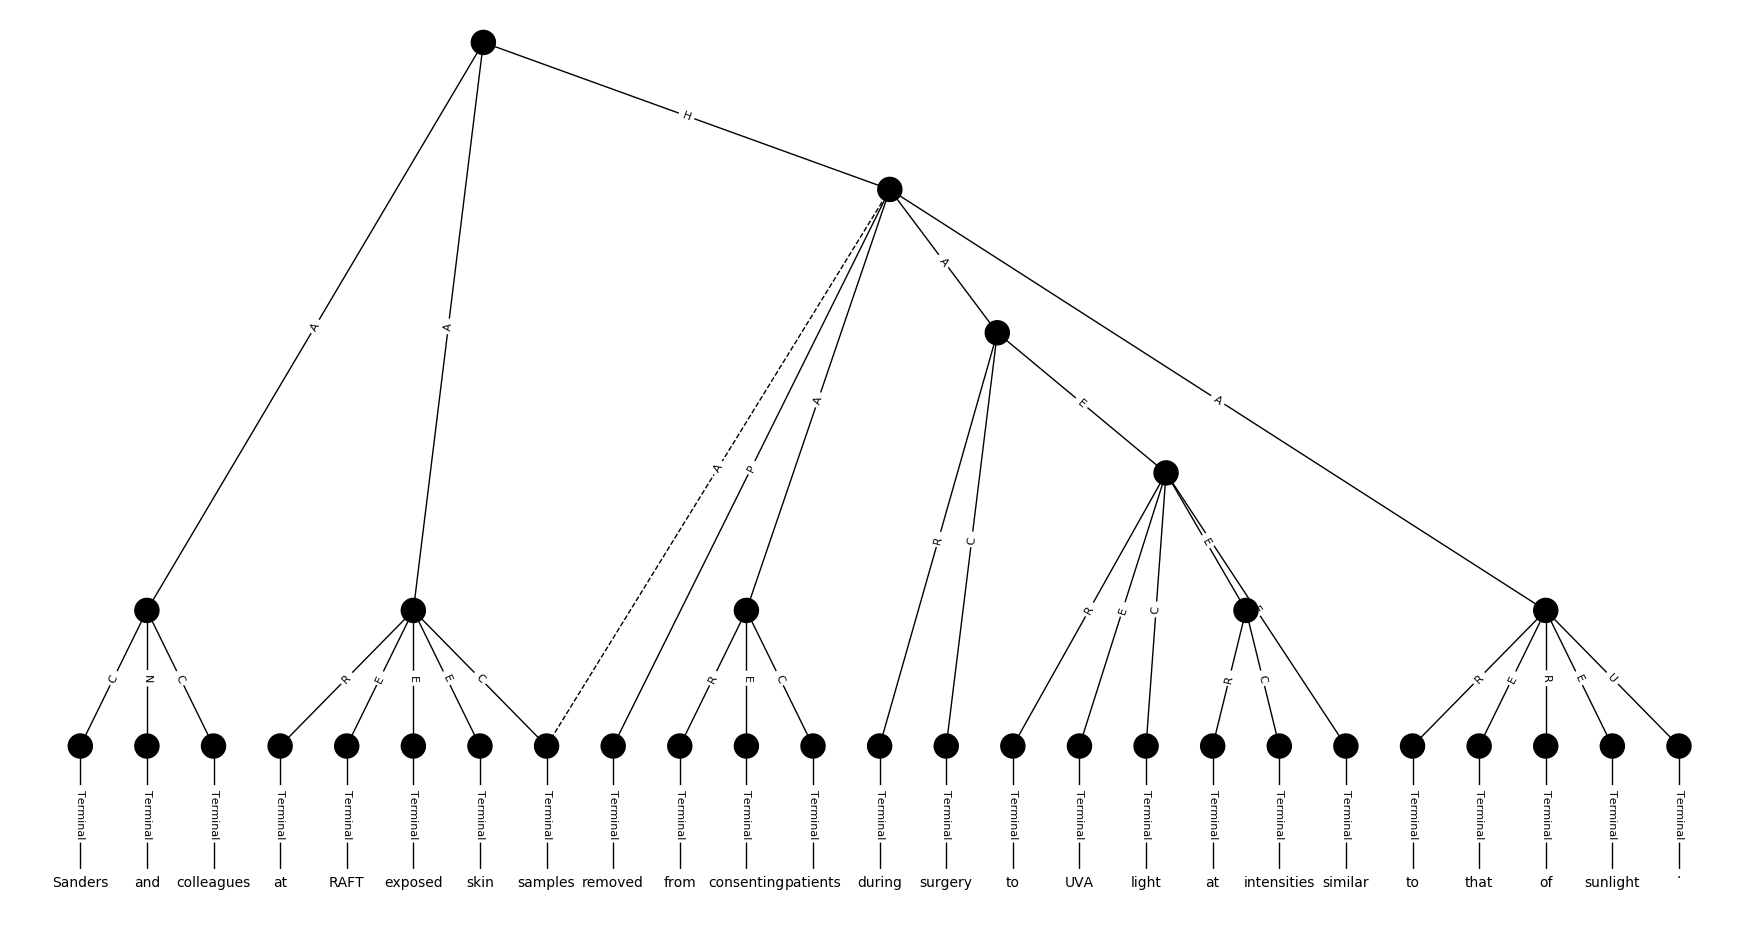 H
A A
A
A E A
A P
R C E
R E C E
C N C R E E E C R E C R C R E R E U
Terminal Terminal Terminal Terminal Terminal Terminal Terminal Terminal Terminal Terminal Terminal Terminal Terminal Terminal Terminal Terminal Terminal Terminal Terminal Terminal Terminal Terminal Terminal Terminal Terminal
Sanders and colleagues at RAFT exposed skin samples removed from consenting patients during surgery to UVA light at intensities similar to that of sunlight .